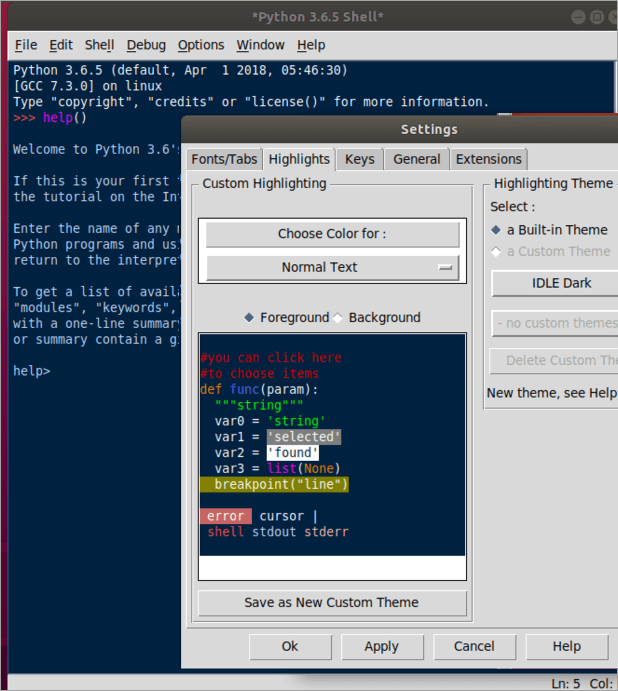 *Python 3.6.5 Shell*
File Edit Shell Debug Options Window Help
Python 3.6.5 (default, Apr  1 2018, 05:46:30)
[GCC 7.3.0] on linux
Type "copyright", "credits" or "license()" for more information.
>>> help()
Welcome to Python 3.6's
If this is your first
the tutorial on the
Enter the name of any
Python programs and
return to the
To get a list of
"modules", "keywords",
with a one-line summary
or summary contain a
help>
Settings
Fonts/Tabs Highlights Keys General Extensions
Custom Highlighting
Choose Color for :
Normal Text
Foreground Background
#you can click here
#to choose items
def func(param):
  """string"""
  var0 = 'string'
  var1 = 'selected'
  var2 = 'found'
  var3 = list(None)
  breakpoint("line")
error cursor |
shell stdout stderr
Save as New Custom Theme
Highlighting Theme
Select :
a Built-in Theme
a Custom Theme
IDLE Dark
- no custom themes
Delete Custom
New theme, see Help
Ok Apply Cancel Help
Ln: 5 Col: